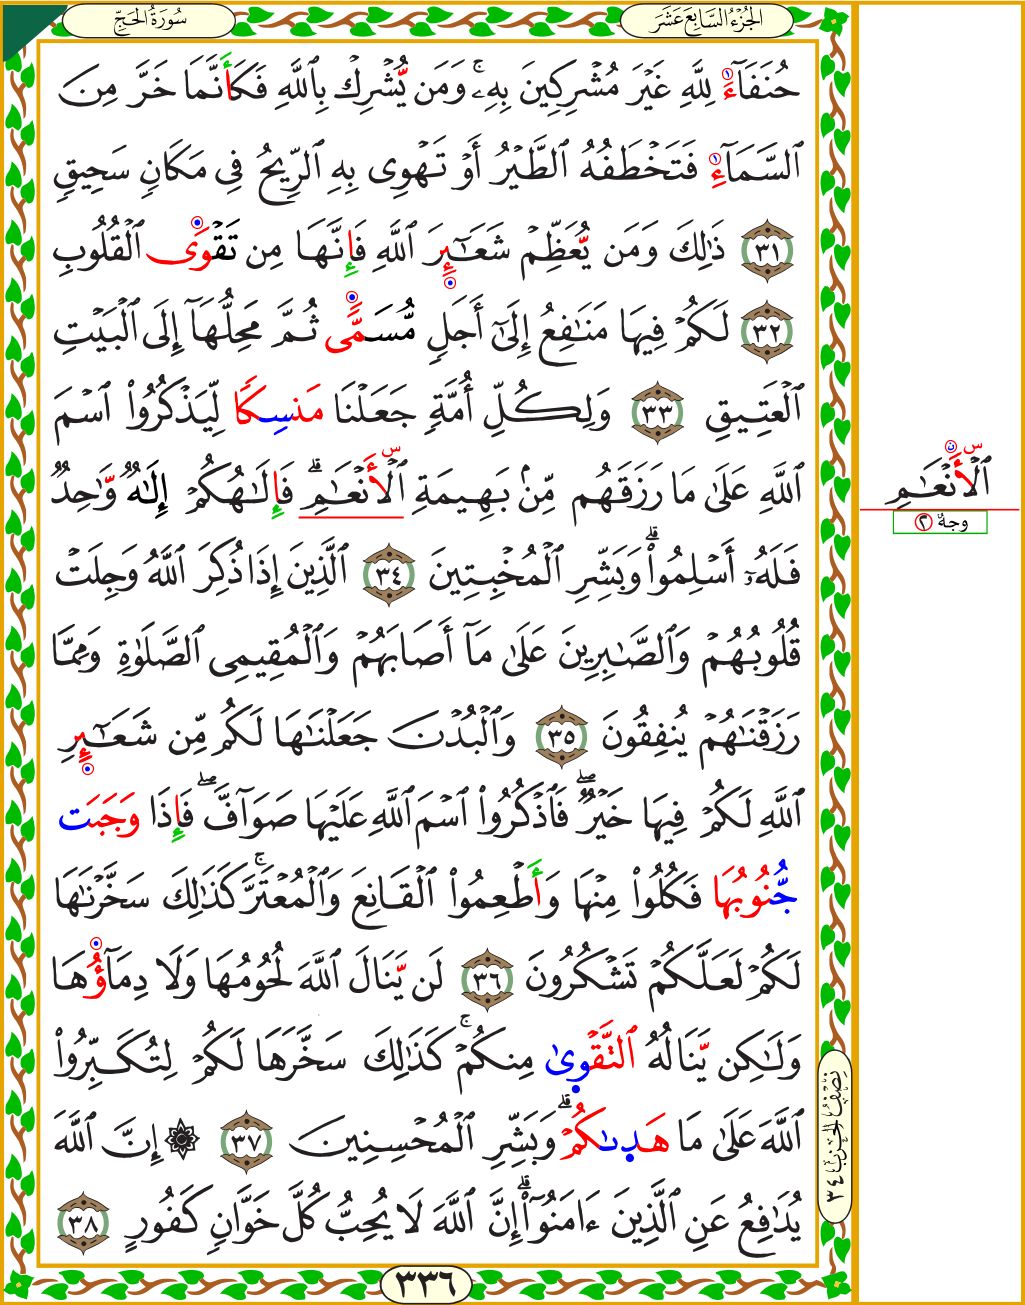 سُورَةُ الحَجِّ
الجُزْءُ السَّابِعَ عَشَرَ
حُنَفَآءَ لِلَّهِ غَيْرَ مُشْرِكِينَ بِهِۦۚ وَمَن يُّشْرِكْ بِٱللَّهِ فَكَأَنَّمَا خَرَّ مِنَ
ٱلسَّمَآءِ فَتَخْطَفُهُ ٱلطَّيْرُ أَوْ تَهْوِى بِهِ ٱلرِّيحُ فِى مَكَانٍ سَحِيقٍ
٣١ ذَٰلِكَ وَمَن يُّعَظِّمْ شَعَـٰٓئِرَ ٱللَّهِ فَإِنَّهَا مِن تَقْوَى ٱلْقُلُوبِ
٣٢ لَكُمْ فِيهَا مَنَـٰفِعُ إِلَىٰٓ أَجَلٍ مُّسَمًّى ثُمَّ مَحِلُّهَآ إِلَى ٱلْبَيْتِ
ٱلْعَتِيقِ ٣٣ وَلِكُلِّ أُمَّةٍ جَعَلْنَا مَنسِكًا لِّيَذْكُرُوا۟ ٱسْمَ
ٱللَّهِ عَلَىٰ مَا رَزَقَهُم مِّنۢ بَهِيمَةِ ٱلْأَنْعَـٰمِۗ فَإِلَـٰهُكُمْ إِلَـٰهٌ وَّٰحِدٌ
فَلَهُۥٓ أَسْلِمُوا۟ۗ وَبَشِّرِ ٱلْمُخْبِتِينَ ٣٤ ٱلَّذِينَ إِذَا ذُكِرَ ٱللَّهُ وَجِلَتْ
قُلُوبُهُمْ وَٱلصَّـٰبِرِينَ عَلَىٰ مَآ أَصَابَهُمْ وَٱلْمُقِيمِى ٱلصَّلَوٰةِ وَمِمَّا
رَزَقْنَـٰهُمْ يُنفِقُونَ ٣٥ وَٱلْبُدْنَ جَعَلْنَـٰهَا لَكُم مِّن شَعَـٰٓئِرِ
ٱللَّهِ لَكُمْ فِيهَا خَيْرٌۖ فَٱذْكُرُوا۟ ٱسْمَ ٱللَّهِ عَلَيْهَا صَوَآفَّۖ فَإِذَا وَجَبَت
جُّنُوبُهَا فَكُلُوا۟ مِنْهَا وَأَطْعِمُوا۟ ٱلْقَانِعَ وَٱلْمُعْتَرَّۚ كَذَٰلِكَ سَخَّرْنَـٰهَا
لَكُمْ لَعَلَّكُمْ تَشْكُرُونَ ٣٦ لَن يَّنَالَ ٱللَّهَ لُحُومُهَا وَلَا دِمَآؤُهَا
وَلَـٰكِن يَّنَالُهُ ٱلتَّقْوِىٰ مِنكُمْۚ كَذَٰلِكَ سَخَّرَهَا لَكُمْ لِتُكَبِّرُوا۟
ٱللَّهَ عَلَىٰ مَا هَدِىٰكُمْۗ وَبَشِّرِ ٱلْمُحْسِنِينَ ٣٧ ۞ إِنَّ ٱللَّهَ
يُدَٰفِعُ عَنِ ٱلَّذِينَ ءَامَنُوٓا۟ۗ إِنَّ ٱللَّهَ لَا يُحِبُّ كُلَّ خَوَّانٍ كَفُورٍ ٣٨
ٱلْأَنْعَـٰمِ
وجهٌ ٢
نِصْفُ الحِزْبِ ٣٤
٣٣٦